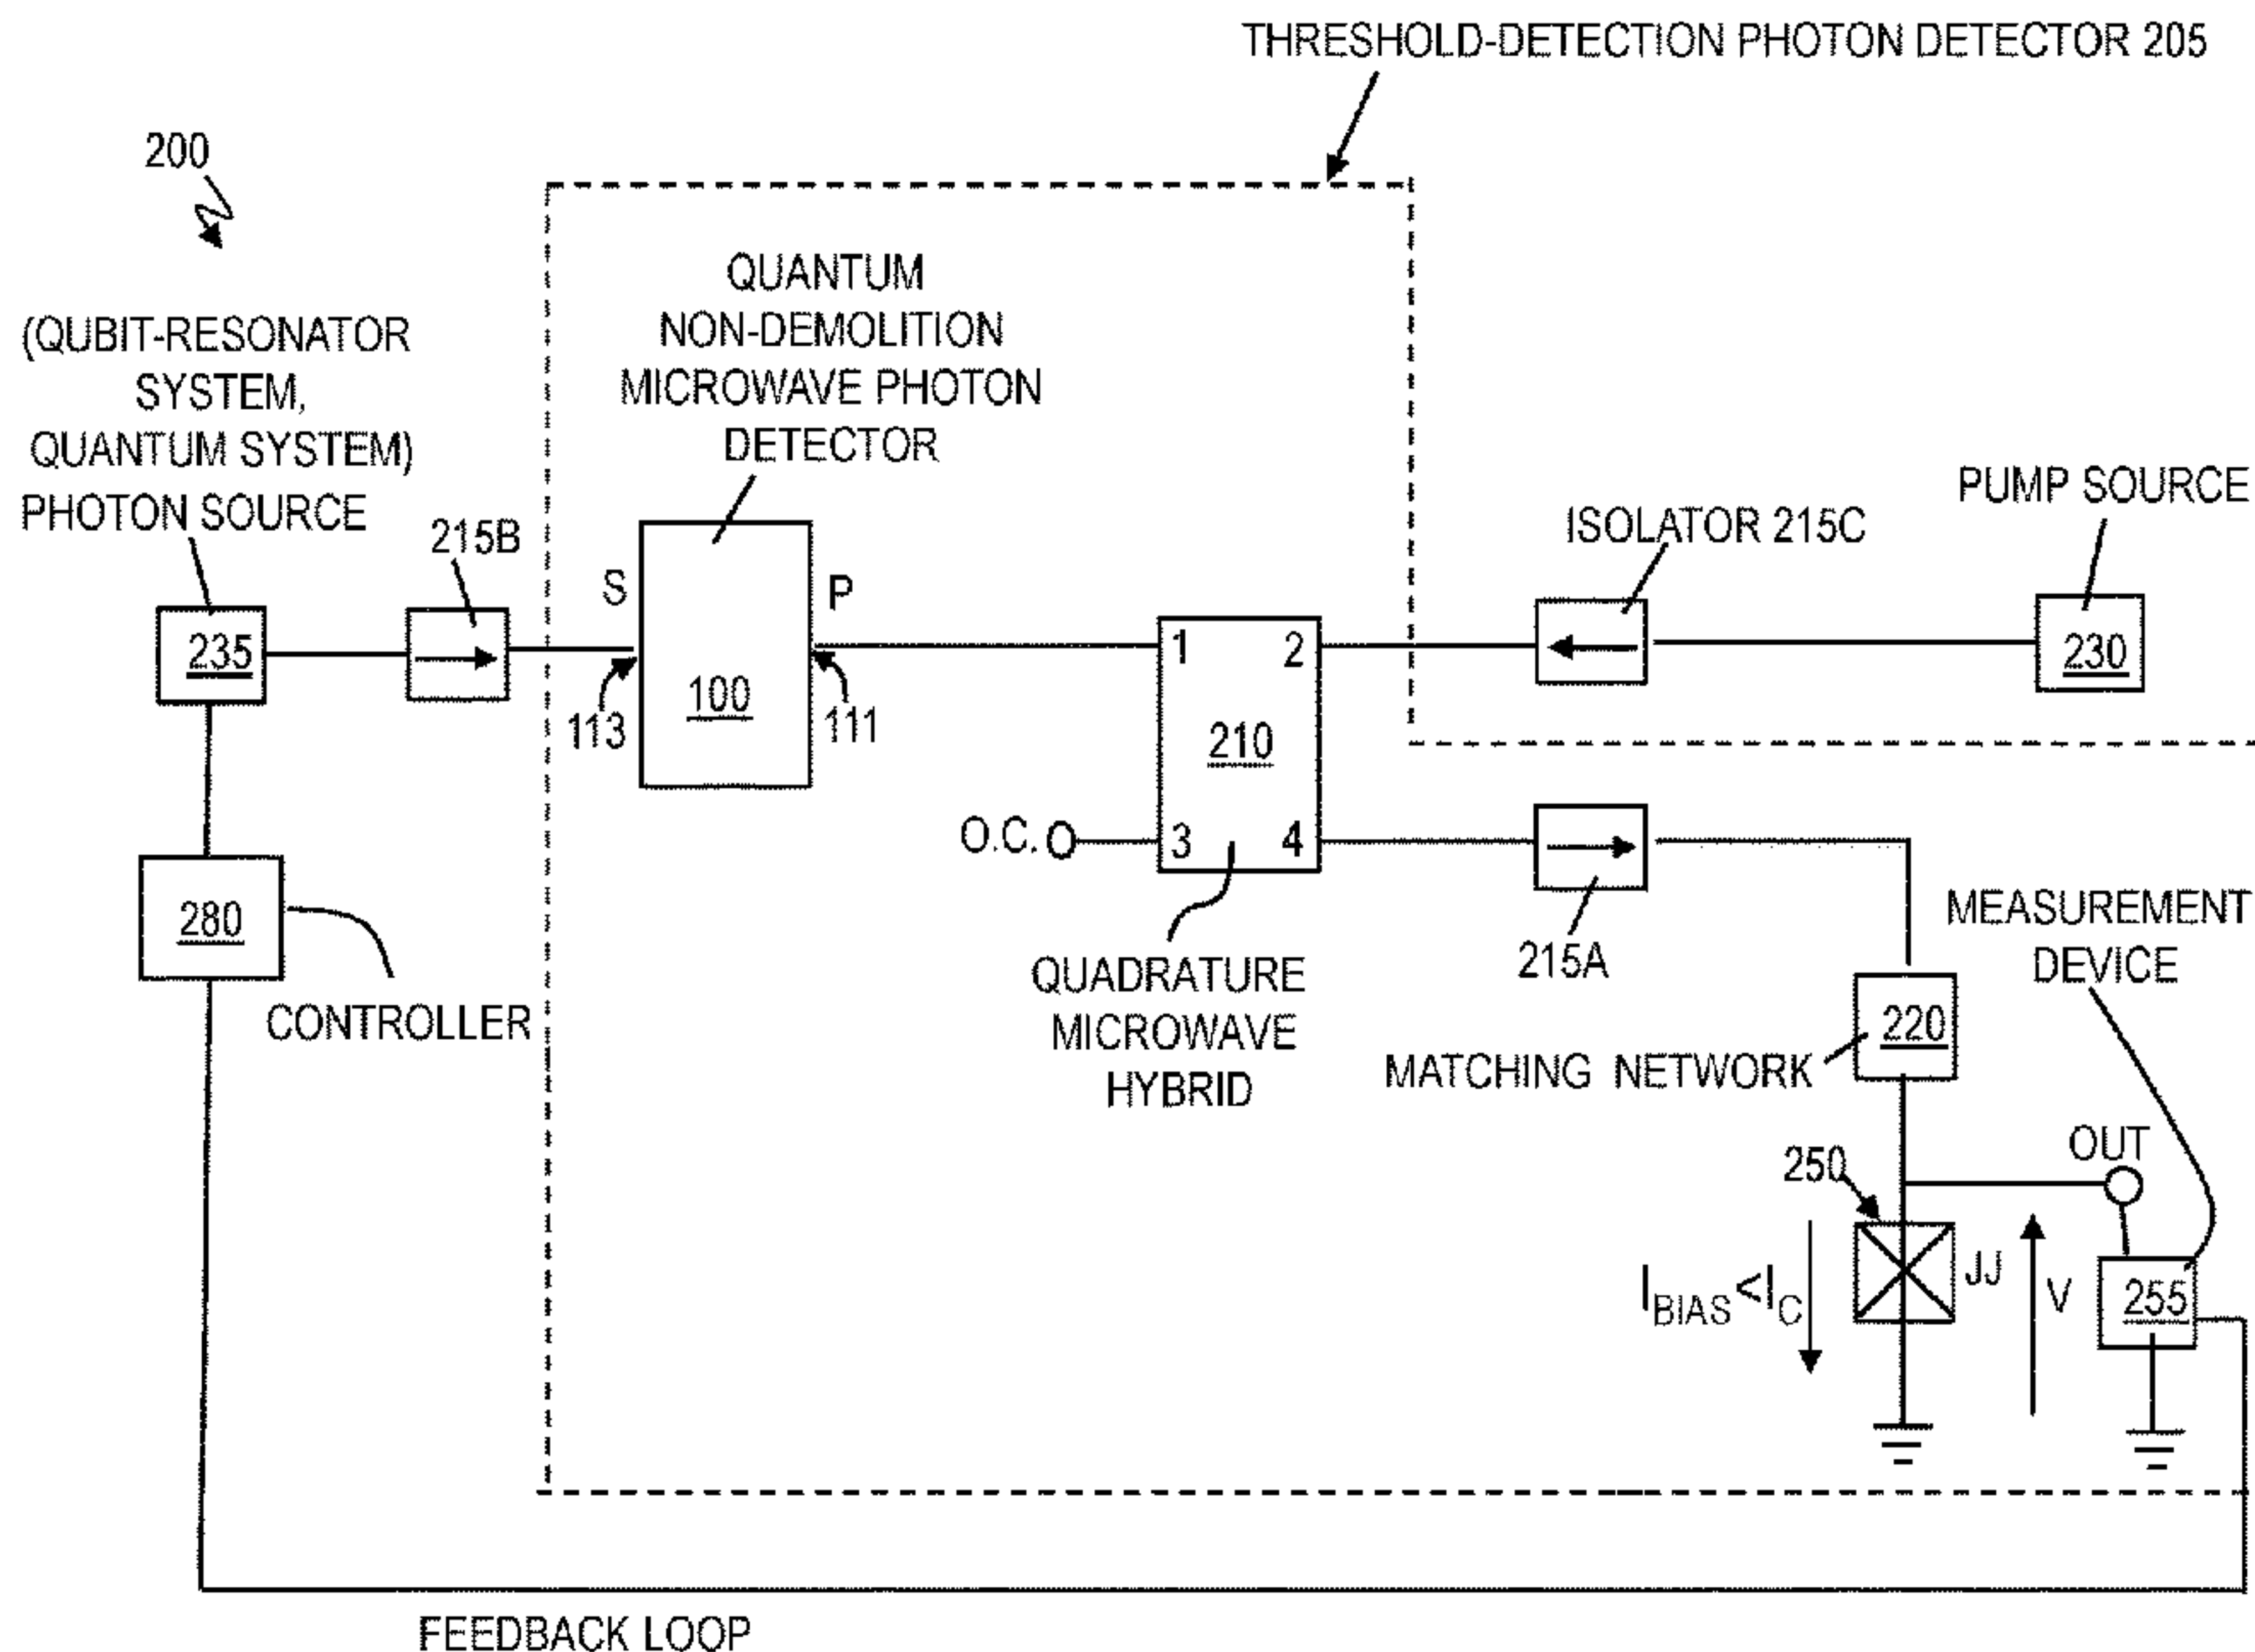 THRESHOLD-DETECTION PHOTON DETECTOR 205
200
(QUBIT-RESONATOR
SYSTEM,
QUANTUM SYSTEM)
PHOTON SOURCE
235
215B
QUANTUM
NON-DEMOLITION
MICROWAVE PHOTON
DETECTOR
S
P
100
113
111
ISOLATOR 215C
PUMP SOURCE
230
1
2
210
3
4
O.C.
QUADRATURE
MICROWAVE
HYBRID
215A
280
CONTROLLER
MEASUREMENT
DEVICE
220
MATCHING NETWORK
OUT
250
I BIAS < I C
JJ
V
255
FEEDBACK LOOP